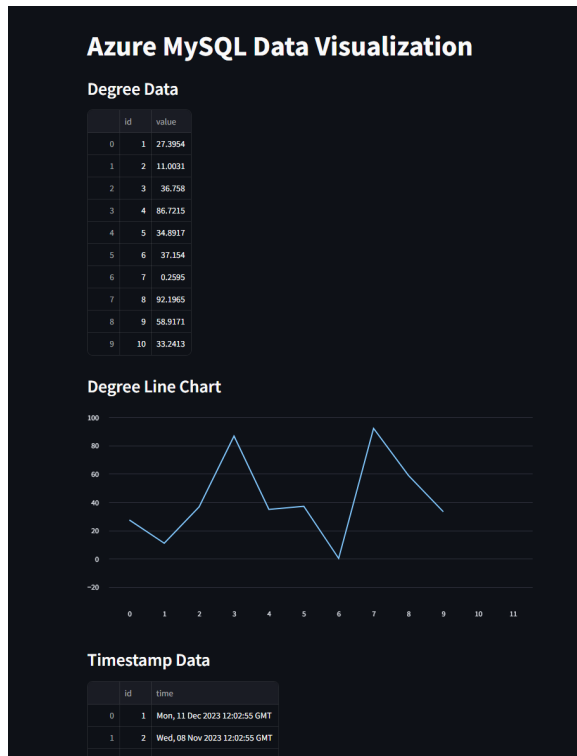 Azure MySQL Data Visualization
Degree Data
id value
0 1 27.3954
1 2 11.0031
2 3 36.758
3 4 86.7215
4 5 34.8917
5 6 37.154
6 7 0.2595
7 8 92.1965
8 9 58.9171
9 10 33.2413
Degree Line Chart
100
80
60
40
20
0
−20
0 1 2 3 4 5 6 7 8 9 10 11
Timestamp Data
id time
0 1 Mon, 11 Dec 2023 12:02:55 GMT
1 2 Wed, 08 Nov 2023 12:02:55 GMT